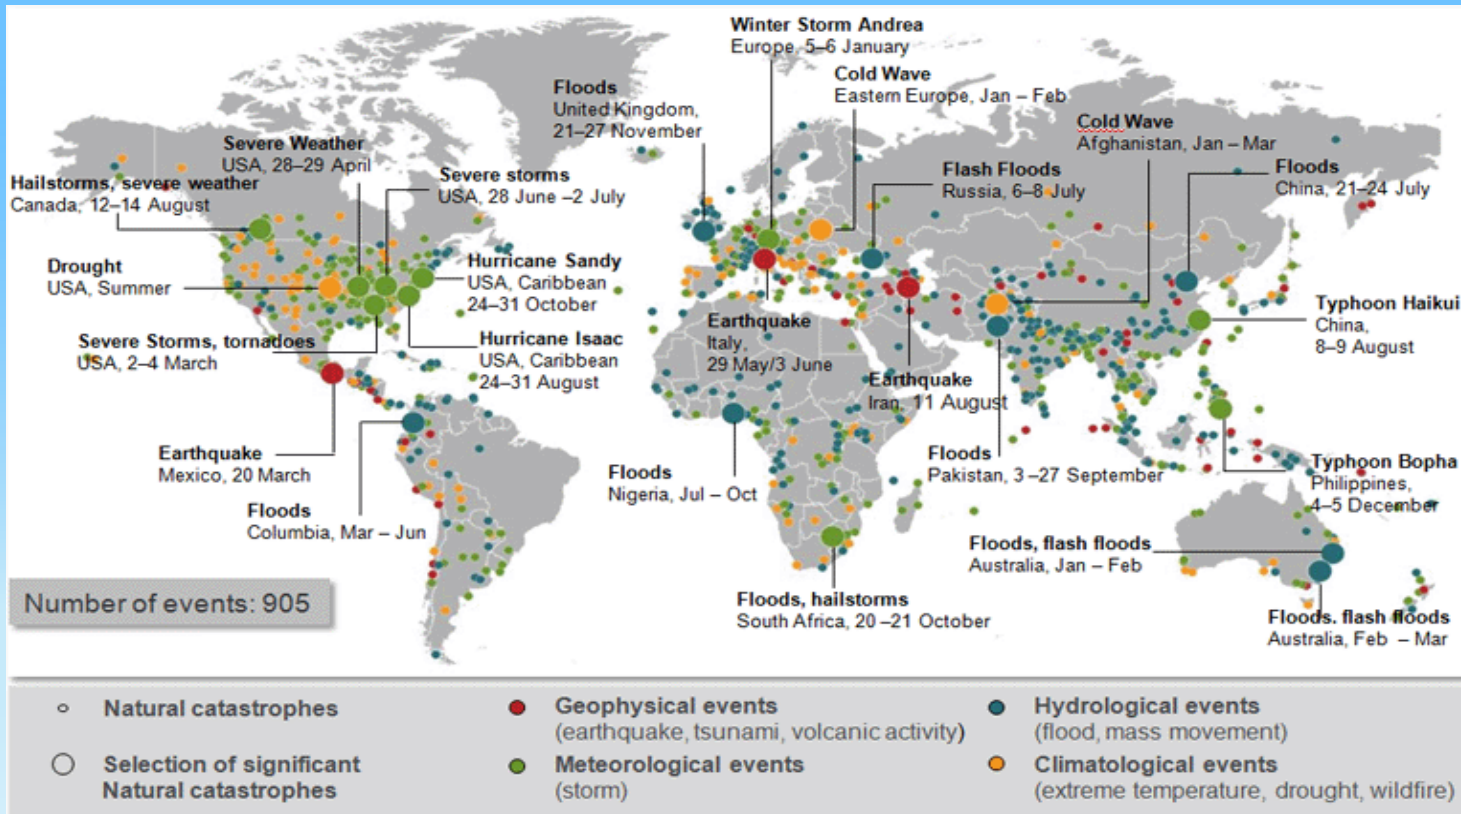 Winter Storm Andrea
Europe, 5–6 January
Cold Wave
Eastern Europe, Jan – Feb
Floods
United Kingdom,
21–27 November
Cold Wave
Afghanistan, Jan – Mar
Severe Weather
USA, 28–29 April
Severe storms
USA, 28 June –2 July
Flash Floods
Russia, 6–8 July
Floods
China, 21–24 July
Hailstorms, severe weather
Canada, 12–14 August
Drought
USA, Summer
Hurricane Sandy
USA, Caribbean
24–31 October
Severe Storms, tornadoes
USA, 2–4 March
Hurricane Isaac
USA, Caribbean
24–31 August
Earthquake
Italy,
29 May/3 June
Earthquake
Iran, 11 August
Typhoon Haikui
China,
8–9 August
Earthquake
Mexico, 20 March
Floods
Columbia, Mar – Jun
Floods
Nigeria, Jul – Oct
Floods
Pakistan, 3 –27 September
Typhoon Bopha
Philippines,
4–5 December
Floods, flash floods
Australia, Jan – Feb
Floods, hailstorms
South Africa, 20 –21 October
Floods. flash floods
Australia, Feb – Mar
Number of events: 905
Natural catastrophes
Selection of significant
Natural catastrophes
Geophysical events
(earthquake, tsunami, volcanic activity)
Meteorological events
(storm)
Hydrological events
(flood, mass movement)
Climatological events
(extreme temperature, drought, wildfire)